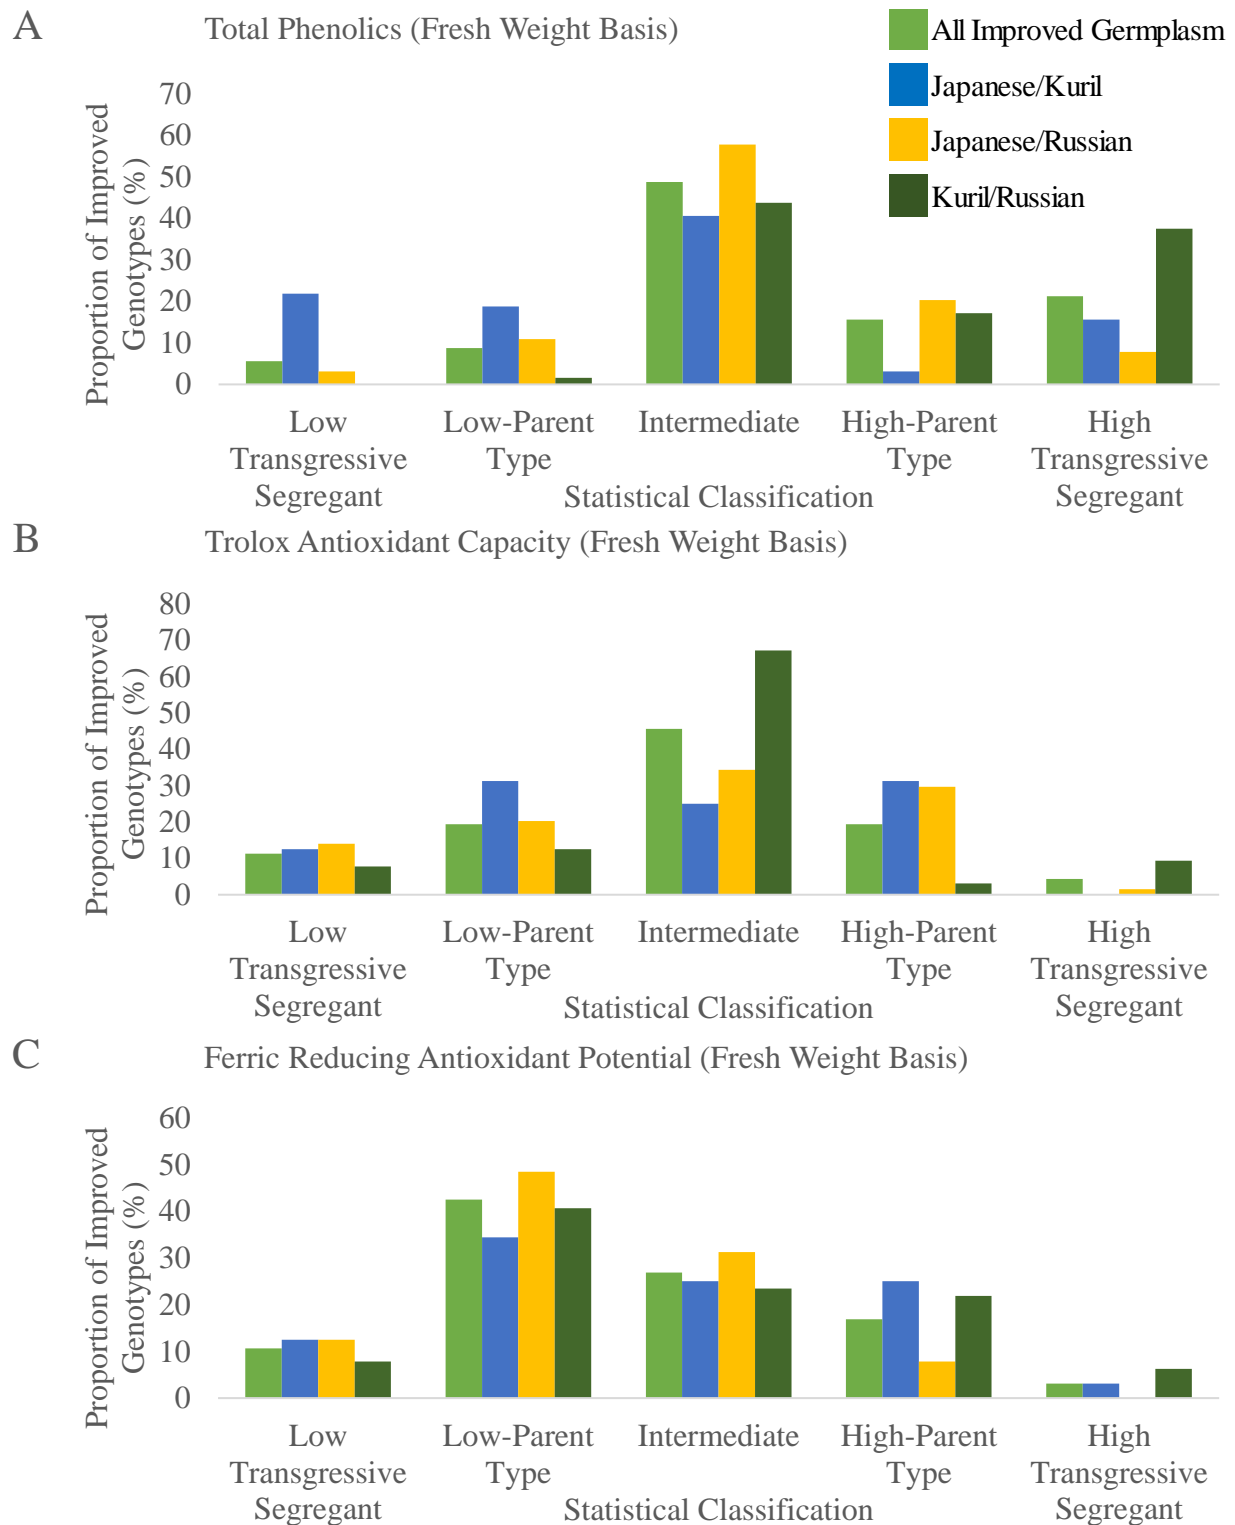 A
Total Phenolics (Fresh Weight Basis)
All Improved Germplasm
Japanese/Kuril
Japanese/Russian
Kuril/Russian
Proportion of Improved
Genotypes (%)
70
60
50
40
30
20
10
0
Low
Transgressive
Segregant
Low-Parent
Type
Intermediate
High-Parent
Type
High
Transgressive
Segregant
Statistical Classification
B
Trolox Antioxidant Capacity (Fresh Weight Basis)
Proportion of Improved
Genotypes (%)
80
70
60
50
40
30
20
10
0
Low
Transgressive
Segregant
Low-Parent
Type
Intermediate
High-Parent
Type
High
Transgressive
Segregant
Statistical Classification
C
Ferric Reducing Antioxidant Potential (Fresh Weight Basis)
Proportion of Improved
Genotypes (%)
60
50
40
30
20
10
0
Low
Transgressive
Segregant
Low-Parent
Type
Intermediate
High-Parent
Type
High
Transgressive
Segregant
Statistical Classification